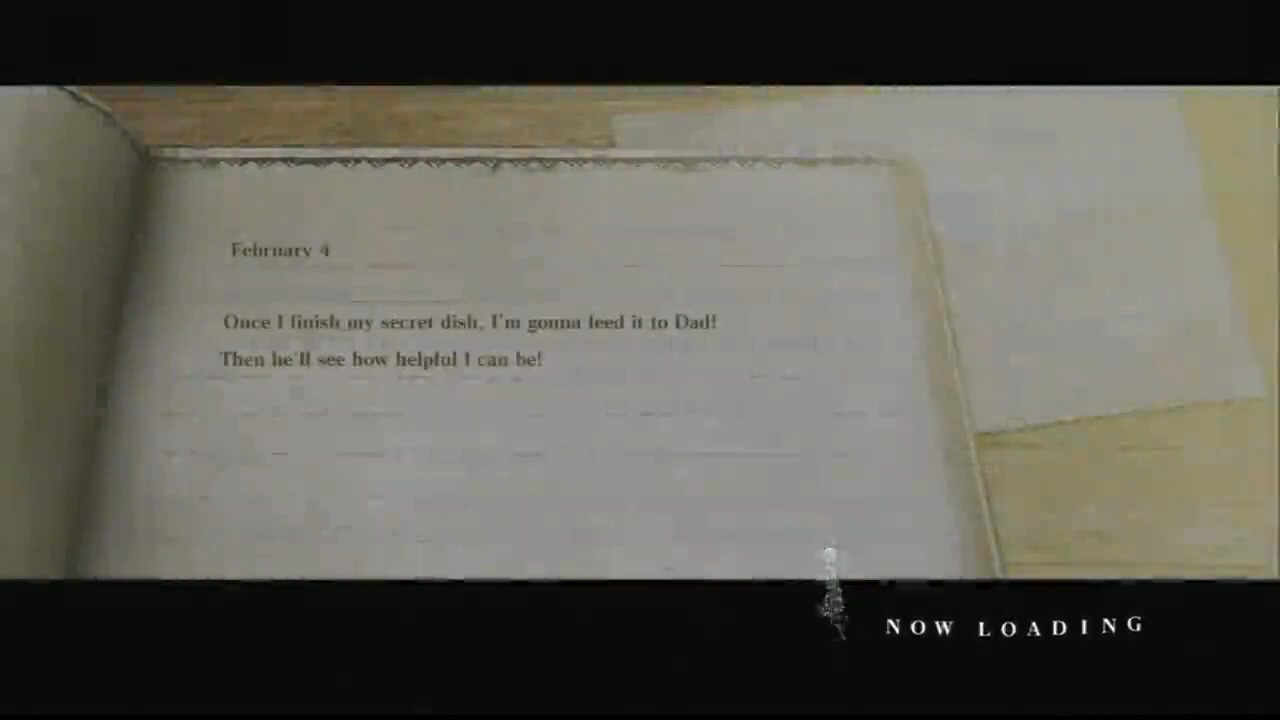 February 4
Once I finish my secret dish, I'm gonna feed it to Dad!
Then he'll see how helpful I can be!
NOW LOADING